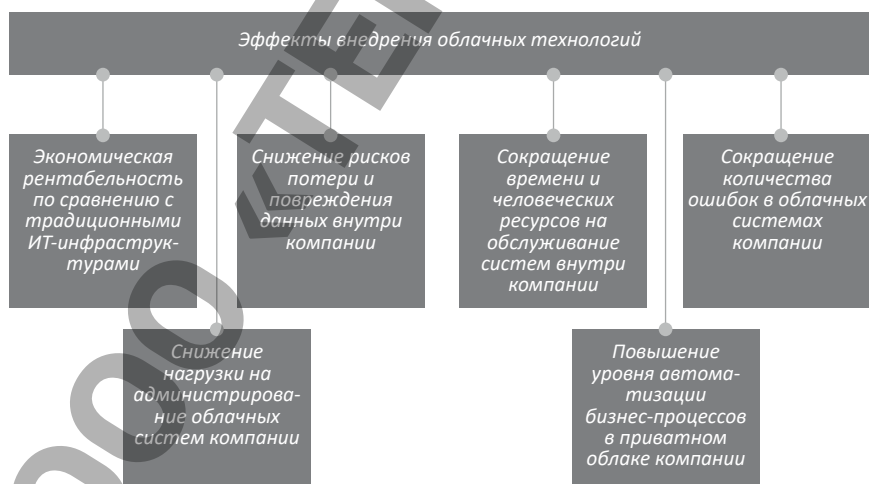 Эффекты внедрения облачных технологий
Экономическая
рентабельность
по сравнению с
традиционными
ИТ-инфраструк-
турами
Снижение рисков
потери и
повреждения
данных внутри
компании
Сокращение
времени и
человеческих
ресурсов на
обслуживание
систем внутри
компании
Сокращение
количества
ошибок в облачных
системах
компании
Снижение
нагрузки на
администрирова-
ние облачных
систем компании
Повышение
уровня автома-
тизации
бизнес-процессов
в приватном
облаке компании
ООО